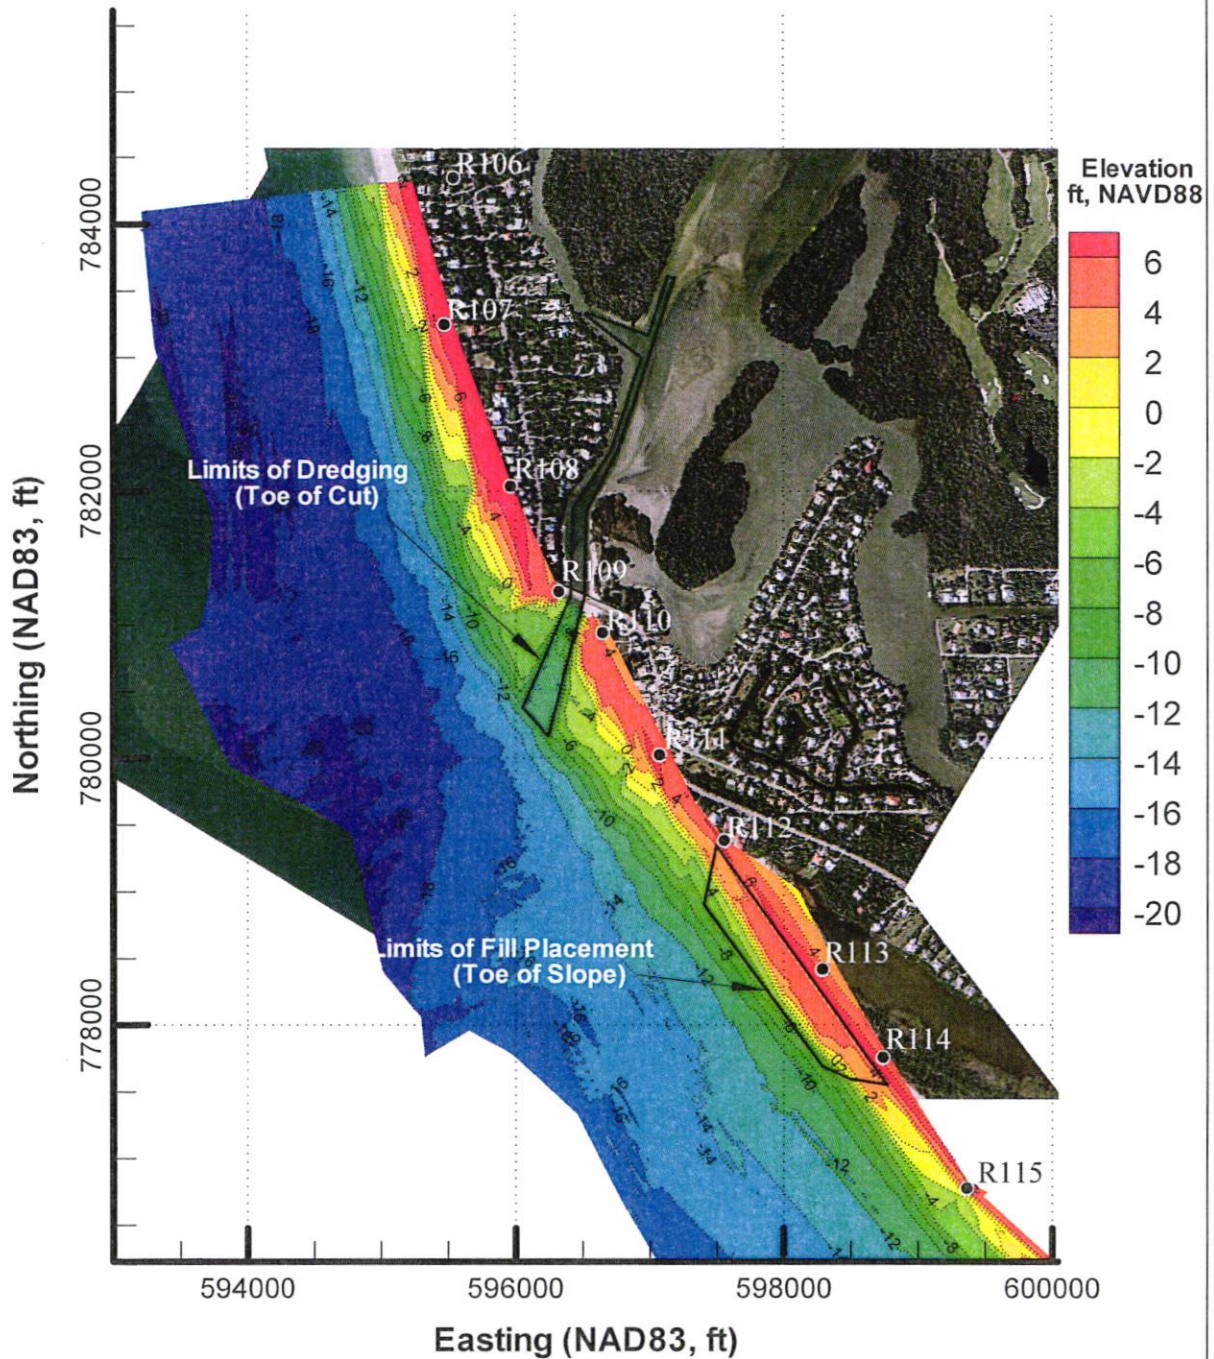 R106
Elevation
ft, NAVD88
6
4
2
0
-2
-4
-6
-8
-10
-12
-14
-16
-18
-20
784000
782000
780000
778000
Northing (NAD83, ft)
R107
Limits of Dredging
(Toe of Cut)
R108
R109
R110
R111
R112
Limits of Fill Placement
(Toe of Slope)
R113
R114
R115
594000
596000
598000
600000
Easting (NAD83, ft)